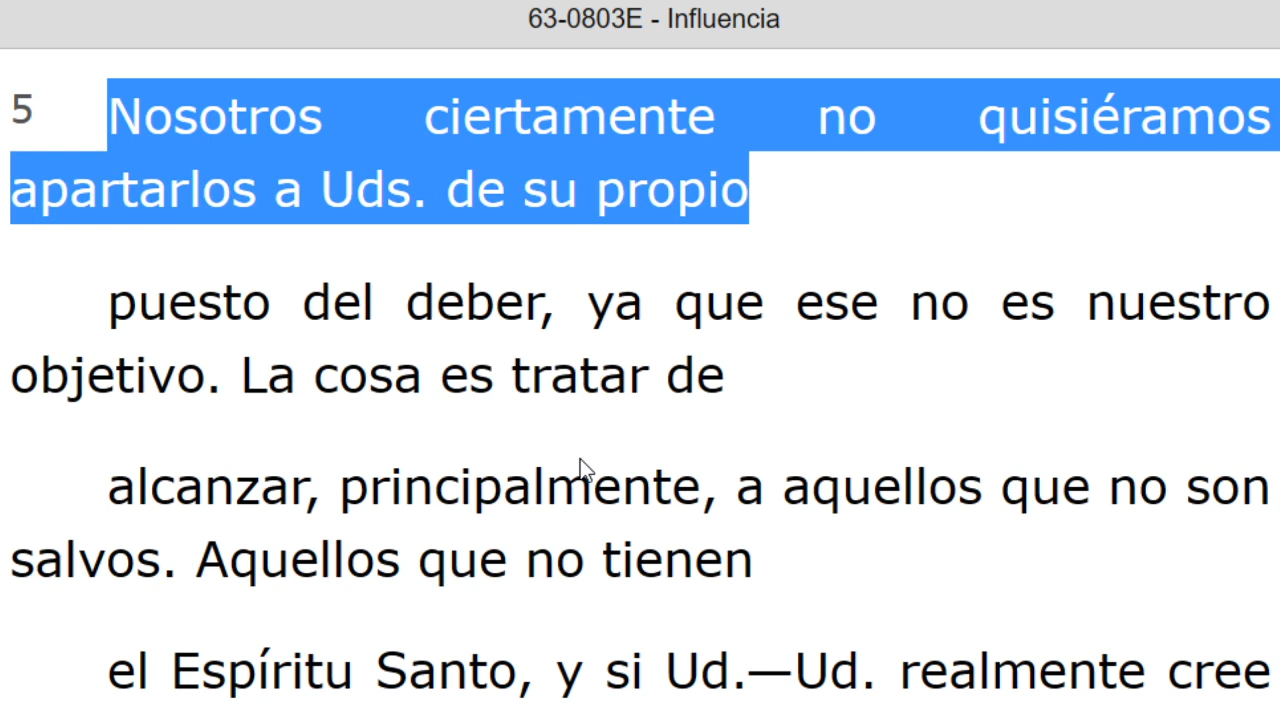 63-0803E - Influencia
5 Nosotros ciertamente no quisiéramos
apartarlos a Uds. de su propio
puesto del deber, ya que ese no es nuestro
objetivo. La cosa es tratar de
alcanzar, principalmente, a aquellos que no son
salvos. Aquellos que no tienen
el Espíritu Santo, y si Ud.—Ud. realmente cree